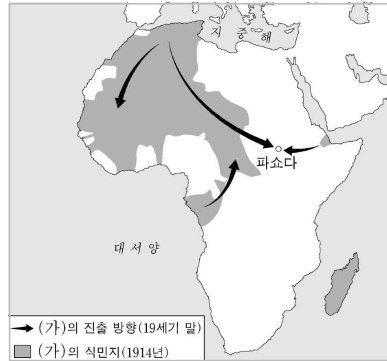 지 중 해
파쇼다
대 서 양
(가)의 진출 방향(19세기 말)
(가)의 식민지(1914년)